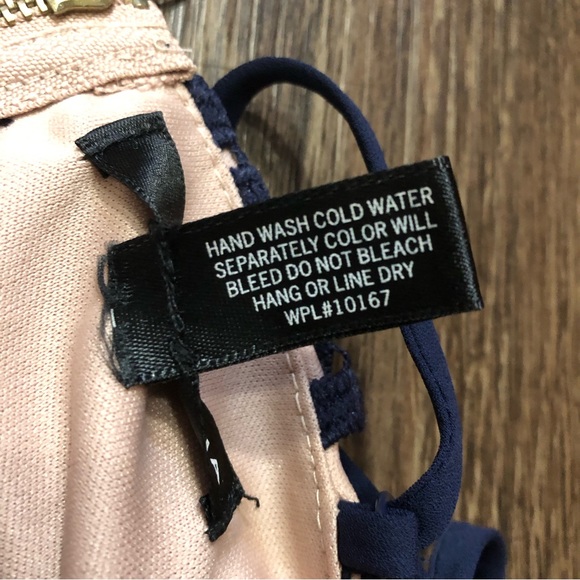 HAND WASH COLD WATER
SEPARATELY COLOR WILL
BLEED DO NOT BLEACH
HANG OR LINE DRY
WPL#10167